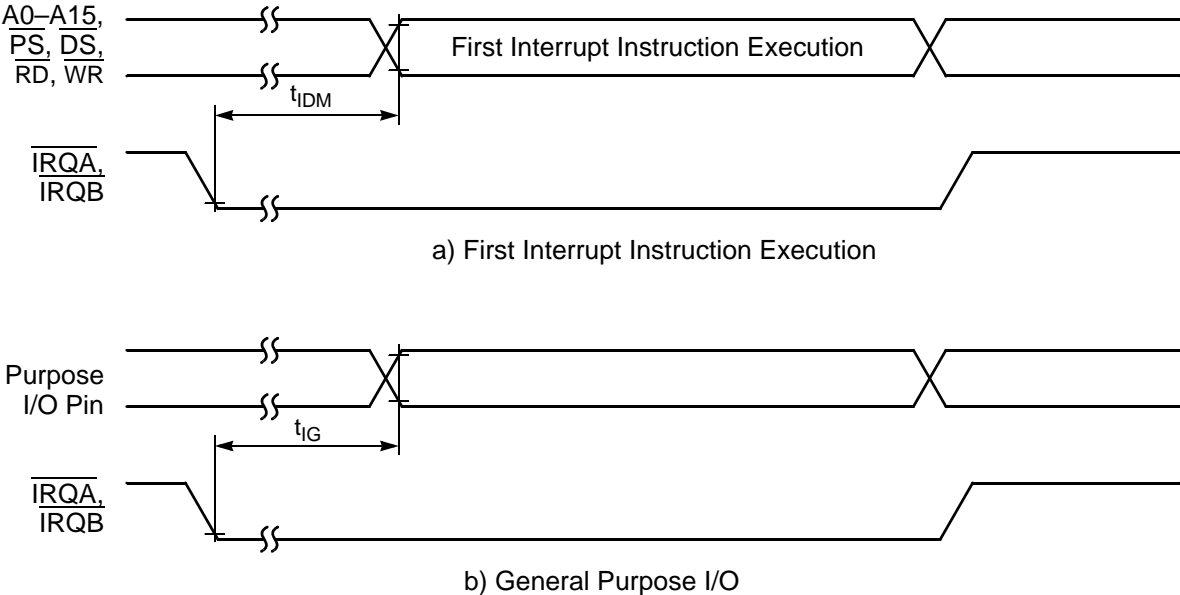 A0–A15,
PS, DS,
RD, WR
First Interrupt Instruction Execution
tIDM
IRQA,
IRQB
a) First Interrupt Instruction Execution
Purpose
I/O Pin
tIG
IRQA,
IRQB
b) General Purpose I/O